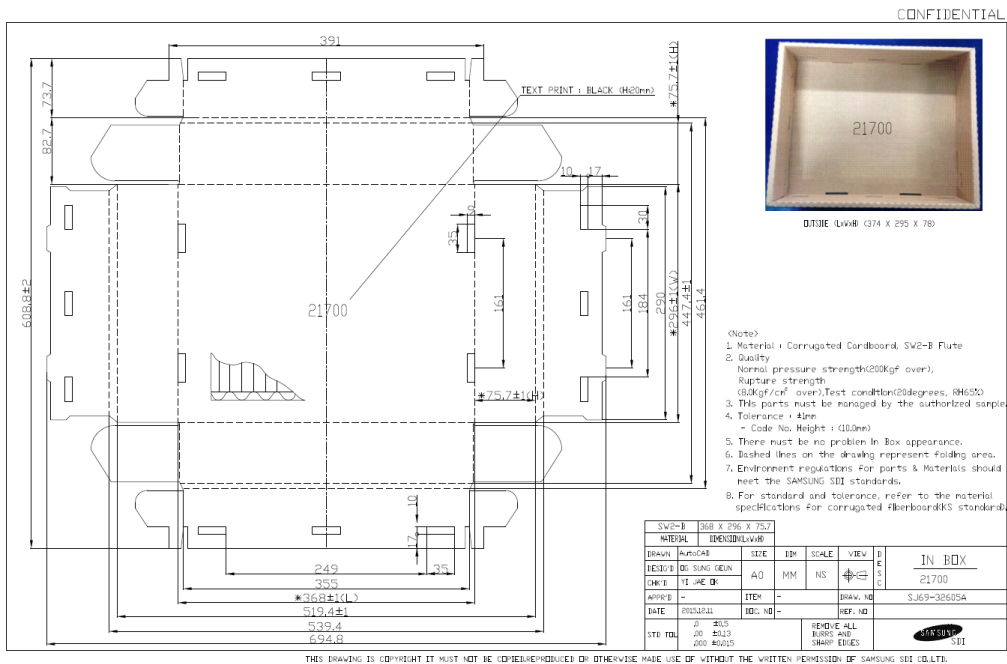 CONFIDENTIAL
391
TEXT PRINT : BLACK (H:20mm)
*75.7±1(H)
73.7
82.7
21700
OUTSIDE (LxWxH) (374 X 295 X 78)
10
17
30
9
35
161
161
184
290
*296±1(W)
447.4±1
461.4
608.8±2
21700
*75.7±1(H)
<Note>
1. Material : Corrugated Cardboard, SW2-B Flute
2. Quality
Normal pressure strength(200Kgf over),
Rupture strength
(8.0Kgf/cm² over),Test condition(20degrees, RH65%)
3. This parts must be managed by the authorized sample.
4. Tolerance : ±1mm
- Code No. Height : (10.0mm)
5. There must be no problem in Box appearance.
6. Dashed lines on the drawing represent folding area.
7. Environment regulations for parts & Materials should
meet the SAMSUNG SDI standards.
8. For standard and tolerance, refer to the material
specifications for corrugated fiberboard(KS standard).
10
17
249
35
355
*368±1(L)
519.4±1
539.4
694.8
SW2-B 368 X 296 X 75.7
MATERIAL DIMENSION(LxWxH)
DRAWN AutoCAD SIZE DIM SCALE VIEW DESC IN BOX
DESIG'D OG SUNG GEUN A0 MM NS 21700
CHK'D YI JAE OK
APPR'D - ITEM - DRAW. NO SJ69-32605A
DATE 2015.12.11 DOC. NO - REF. NO
STD TOL .0 ±0.5 REMOVE ALL
.00 ±0.13 BURRS AND
.000 ±0.015 SHARP EDGES
SAMSUNG SDI
THIS DRAWING IS COPYRIGHT IT MUST NOT BE COPIED,REPRODUCED OR OTHERWISE MADE USE OF WITHOUT THE WRITTEN PERMISSION OF SAMSUNG SDI CO.,LTD.